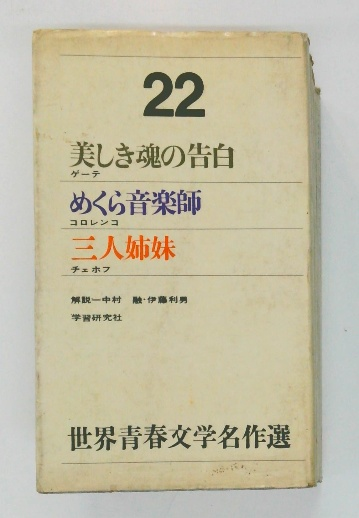 22
美しき魂の告白
ゲーテ
めくら音楽師
コロレンコ
三人姉妹
チェホフ
解説―中村 融・伊藤利男
学習研究社
世界青春文学名作選